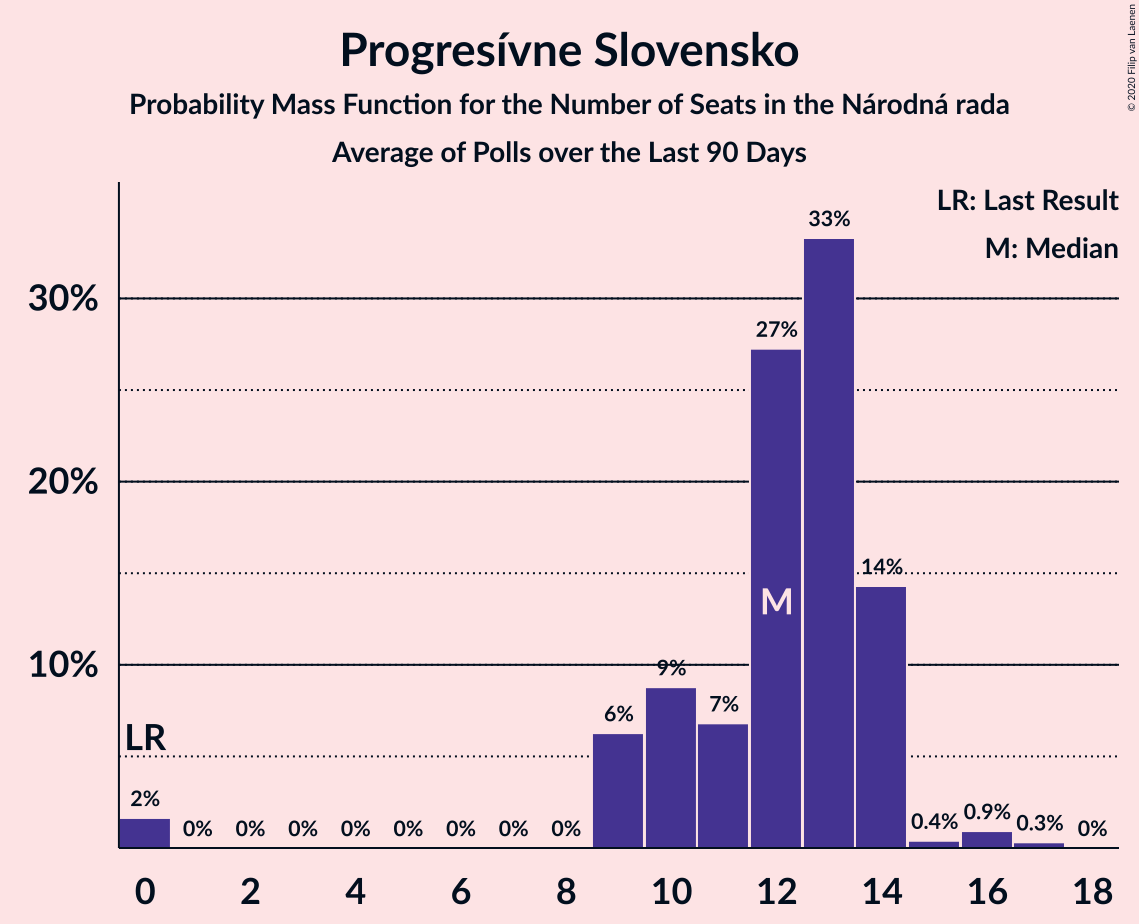 Progresívne Slovensko
Probability Mass Function for the Number of Seats in the Národná rada
Average of Polls over the Last 90 Days
© 2020 Filip van Laenen
LR: Last Result
M: Median
33%
30%
27%
20%
14%
M
10%
9%
7%
6%
LR
2%
0% 0% 0% 0% 0% 0% 0% 0%
0.4% 0.9% 0.3% 0%
0 2 4 6 8 10 12 14 16 18